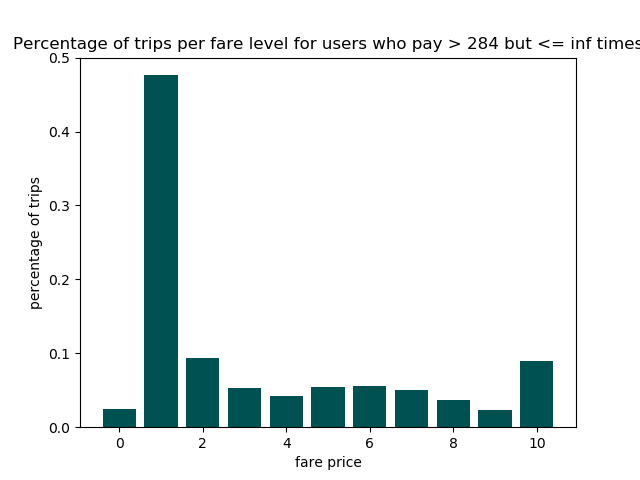 Percentage of trips per fare level for users who pay > 284 but <= inf times
0.5
0.4
0.3
0.2
0.1
0.0
percentage of trips
0 2 4 6 8 10
fare price